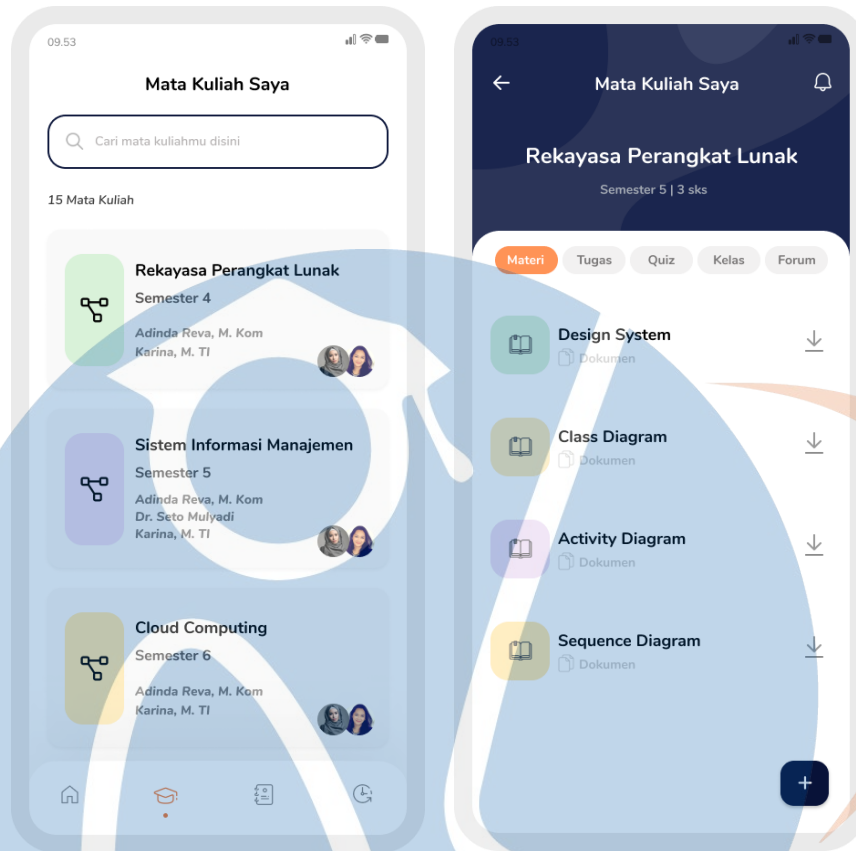 09.53
Mata Kuliah Saya
Cari mata kuliahmu disini
15 Mata Kuliah
Rekayasa Perangkat Lunak
Semester 4
Adinda Reva, M. Kom
Karina, M. TI
Sistem Informasi Manajemen
Semester 5
Adinda Reva, M. Kom
Dr. Seto Mulyadi
Karina, M. TI
Cloud Computing
Semester 6
Adinda Reva, M. Kom
Karina, M. TI
09.53
Mata Kuliah Saya
Rekayasa Perangkat Lunak
Semester 5 | 3 sks
Materi Tugas Quiz Kelas Forum
Design System
Dokumen
Class Diagram
Dokumen
Activity Diagram
Dokumen
Sequence Diagram
Dokumen